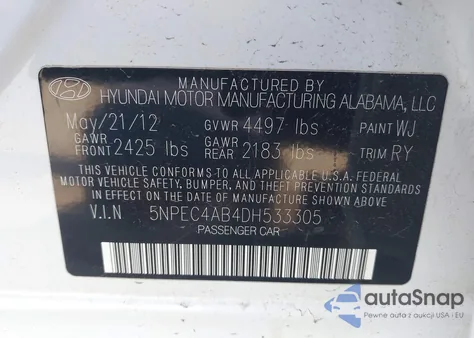 MANUFACTURED BY
HYUNDAI MOTOR MANUFACTURING ALABAMA, LLC
May/21/12 GVWR 4497 lbs PAINT WJ
GAWR FRONT 2425 lbs GAWR REAR 2183 lbs TRIM RY
THIS VEHICLE CONFORMS TO ALL APPLICABLE U.S.A. FEDERAL
MOTOR VEHICLE SAFETY, BUMPER, AND THEFT PREVENTION
STANDARDS IN EFFECT ON THE DATE OF MANUFACTURE SHOWN
ABOVE.
V.I.N 5NPEC4AB4DH533305
PASSENGER CAR
autoSnap
Pewne auta z aukcji USA i EU